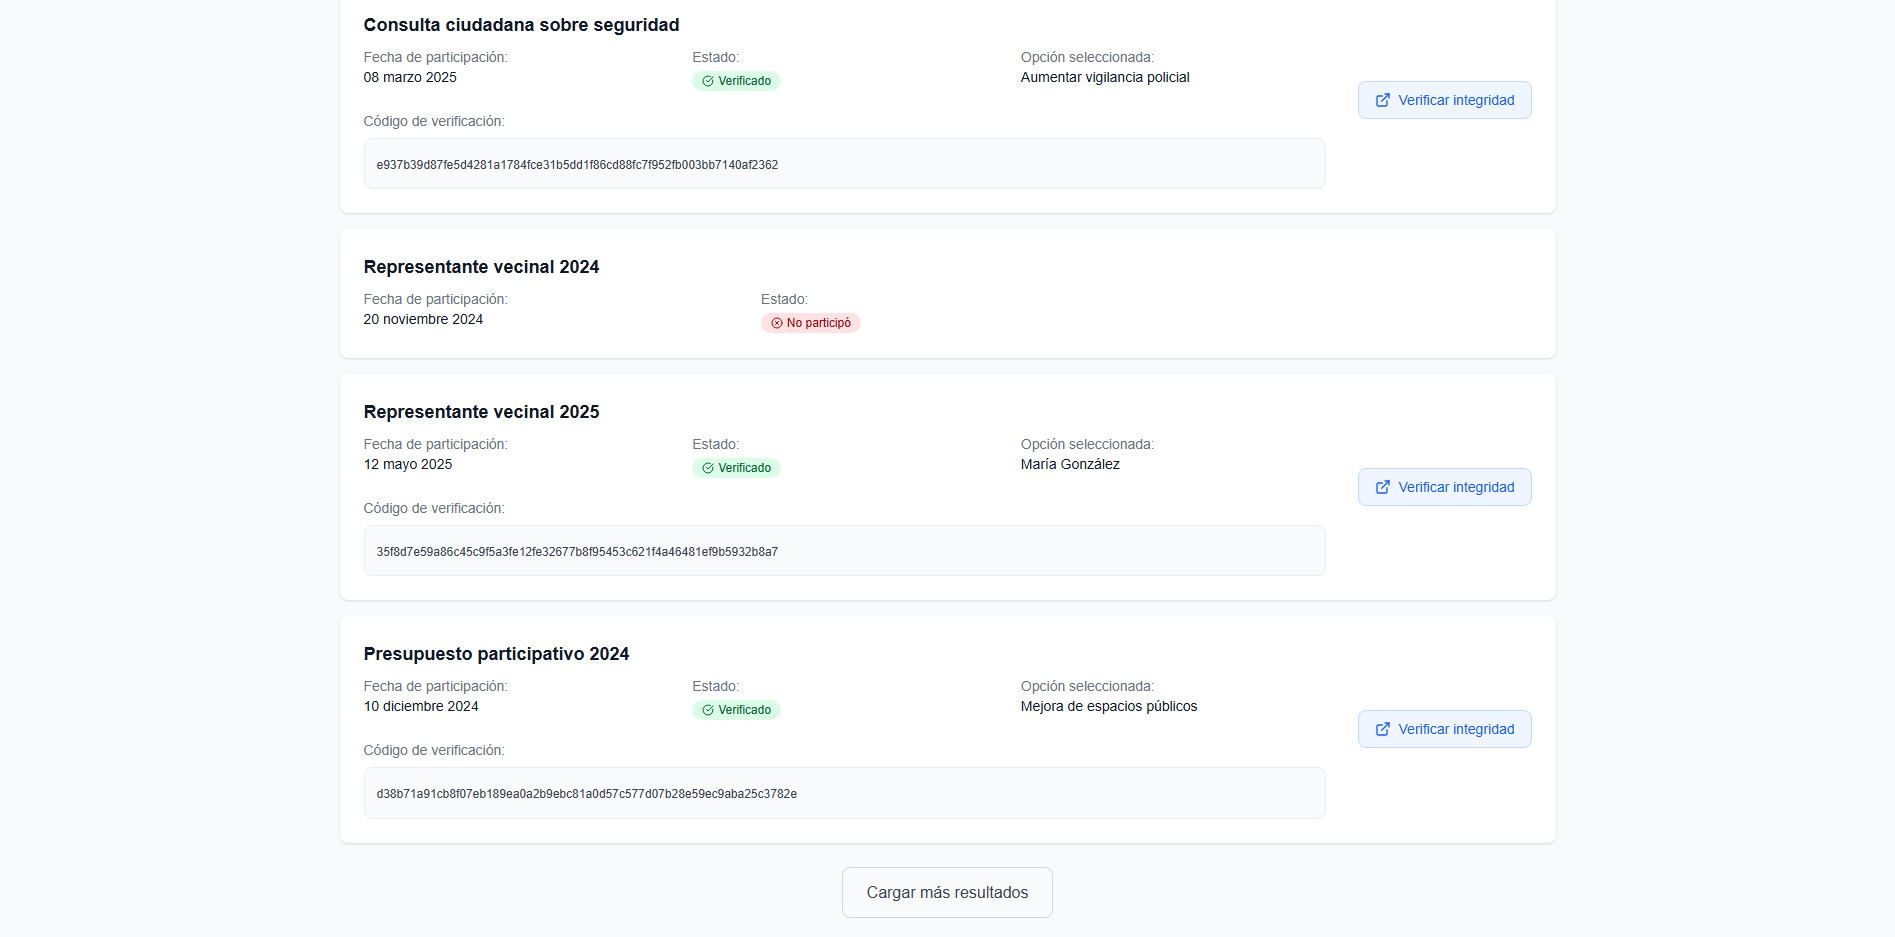 Consulta ciudadana sobre seguridad
Fecha de participación:
08 marzo 2025
Estado:
Verificado
Opción seleccionada:
Aumentar vigilancia policial
Verificar integridad
Código de verificación:
e937b39d87fe5d4281a1784fce31b5dd1f86cd88fc7f952fb003bb7140af2362
Representante vecinal 2024
Fecha de participación:
20 noviembre 2024
Estado:
No participó
Representante vecinal 2025
Fecha de participación:
12 mayo 2025
Estado:
Verificado
Opción seleccionada:
María González
Verificar integridad
Código de verificación:
35f8d7e59a86c45c9f5a3fe12fe32677b8f95453c621f4a46481ef9b5932b8a7
Presupuesto participativo 2024
Fecha de participación:
10 diciembre 2024
Estado:
Verificado
Opción seleccionada:
Mejora de espacios públicos
Verificar integridad
Código de verificación:
d38b71a91cb8f07eb189ea0a2b9ebc81a0d57c577d07b28e59ec9aba25c3782e
Cargar más resultados